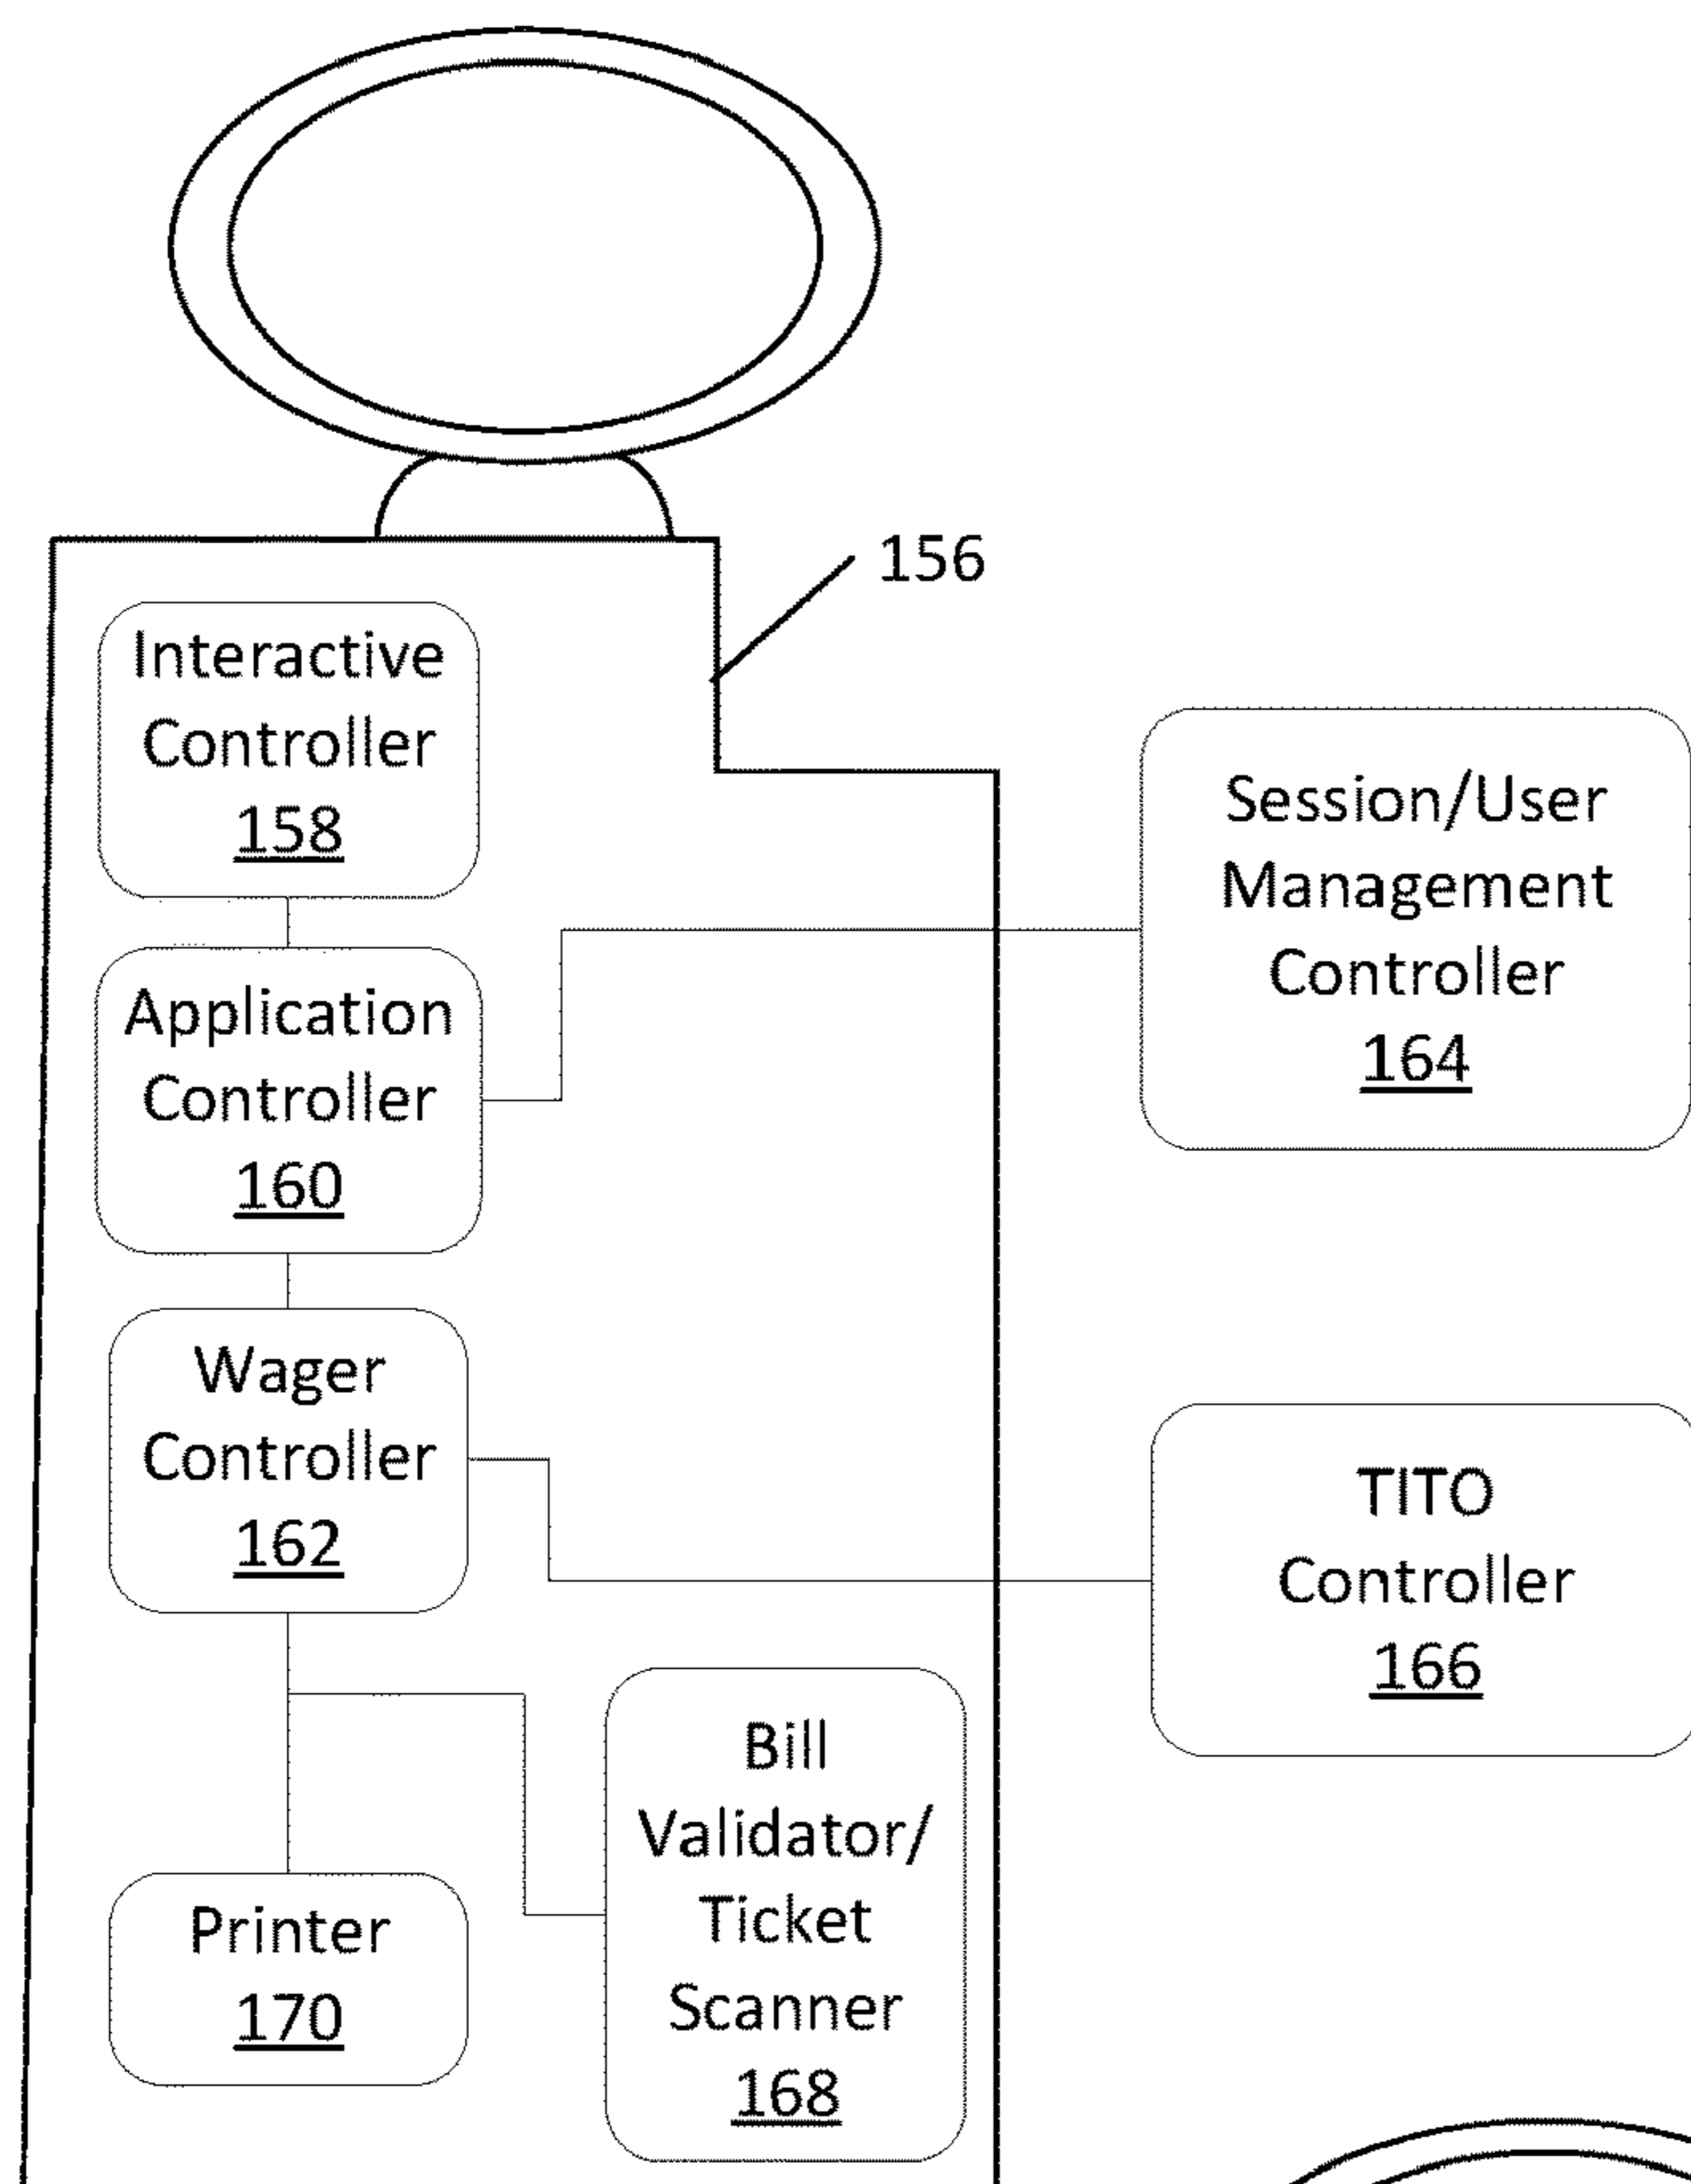 156
Interactive
Controller
158
Session/User
Management
Controller
164
Application
Controller
160
Wager
Controller
162
TITO
Controller
166
Bill
Validator/
Ticket
Scanner
168
Printer
170